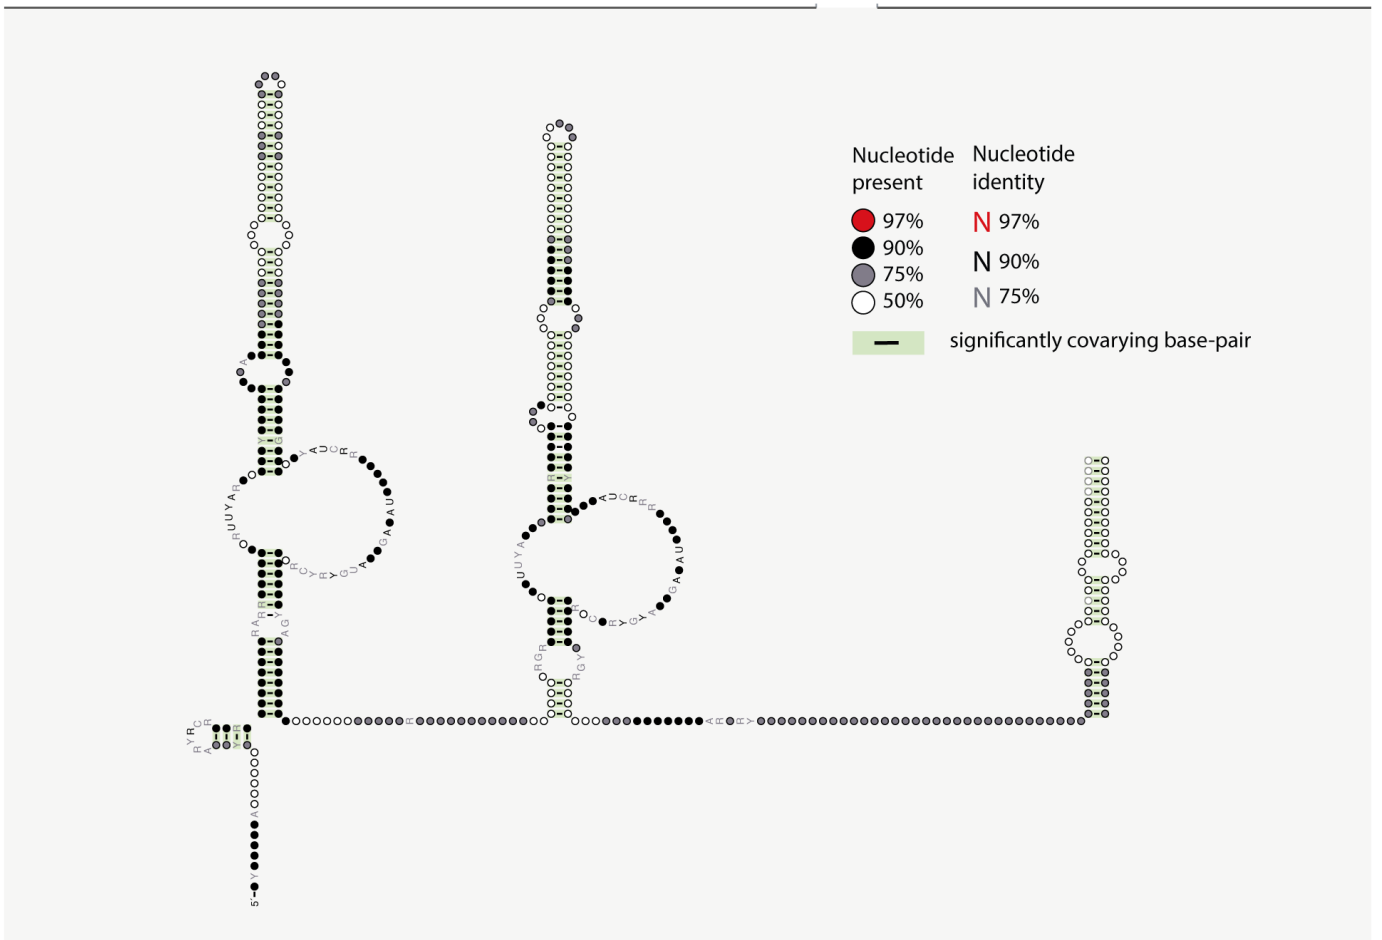 Nucleotide present
Nucleotide identity
97%
N 97%
90%
N 90%
75%
N 75%
50%
significantly covarying base-pair
A
Y
G
Y
A
U
C
R
R
U
A
A
G
A
U
G
Y
R
Y
C
R
R
A
Y
U
U
R
R
R
A
R
Y
G
A
R
C
R
Y
R
A
Y
R
A
Y
5′
R
R
Y
A
U
C
R
R
R
U
A
A
G
A
Y
G
Y
R
C
R
A
Y
U
U
R
G
R
Y
G
R
A
R
R
Y